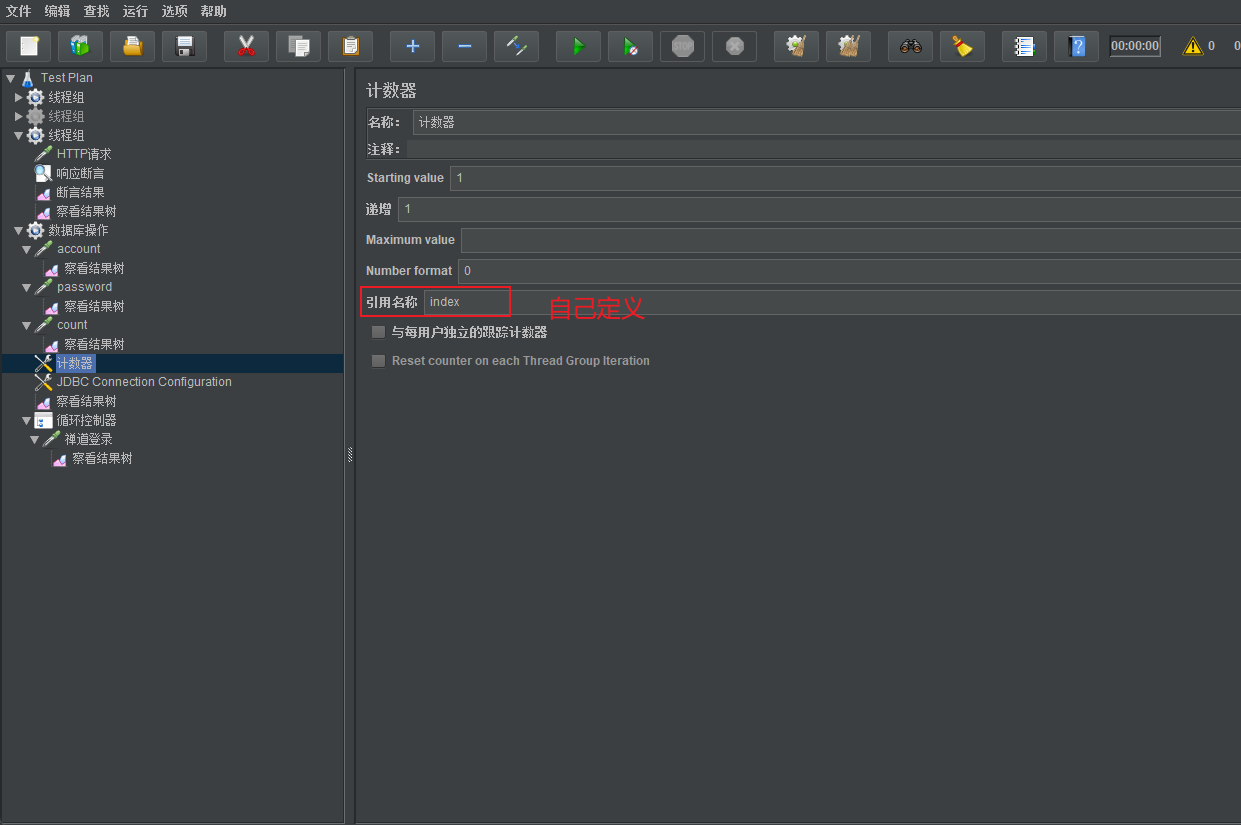 文件 编辑 查找 运行 选项 帮助
STOP
00:00:00
0
0
Test Plan
线程组
线程组
线程组
HTTP请求
响应断言
断言结果
察看结果树
数据库操作
account
察看结果树
password
察看结果树
count
察看结果树
计数器
JDBC Connection Configuration
察看结果树
循环控制器
禅道登录
察看结果树
计数器
名称： 计数器
注释：
Starting value 1
递增 1
Maximum value
Number format 0
引用名称 index 自己定义
与每用户独立的跟踪计数器
Reset counter on each Thread Group Iteration